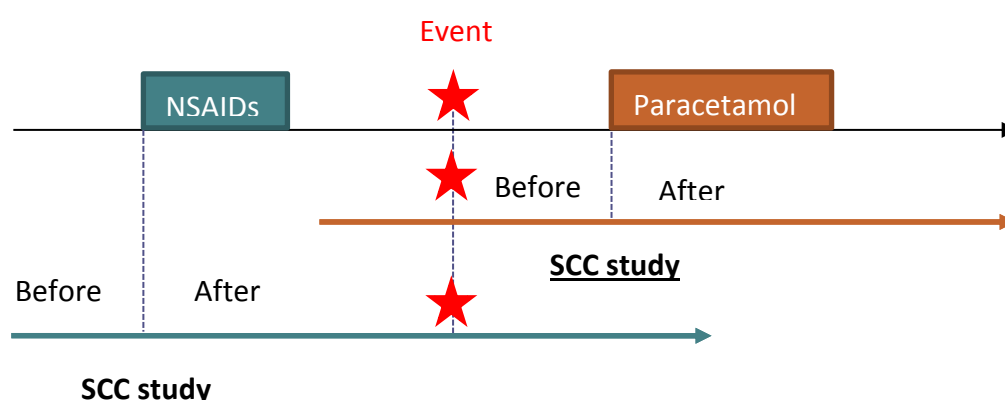 Event
NSAIDs
Paracetamol
Before
After
SCC study
Before
After
SCC study